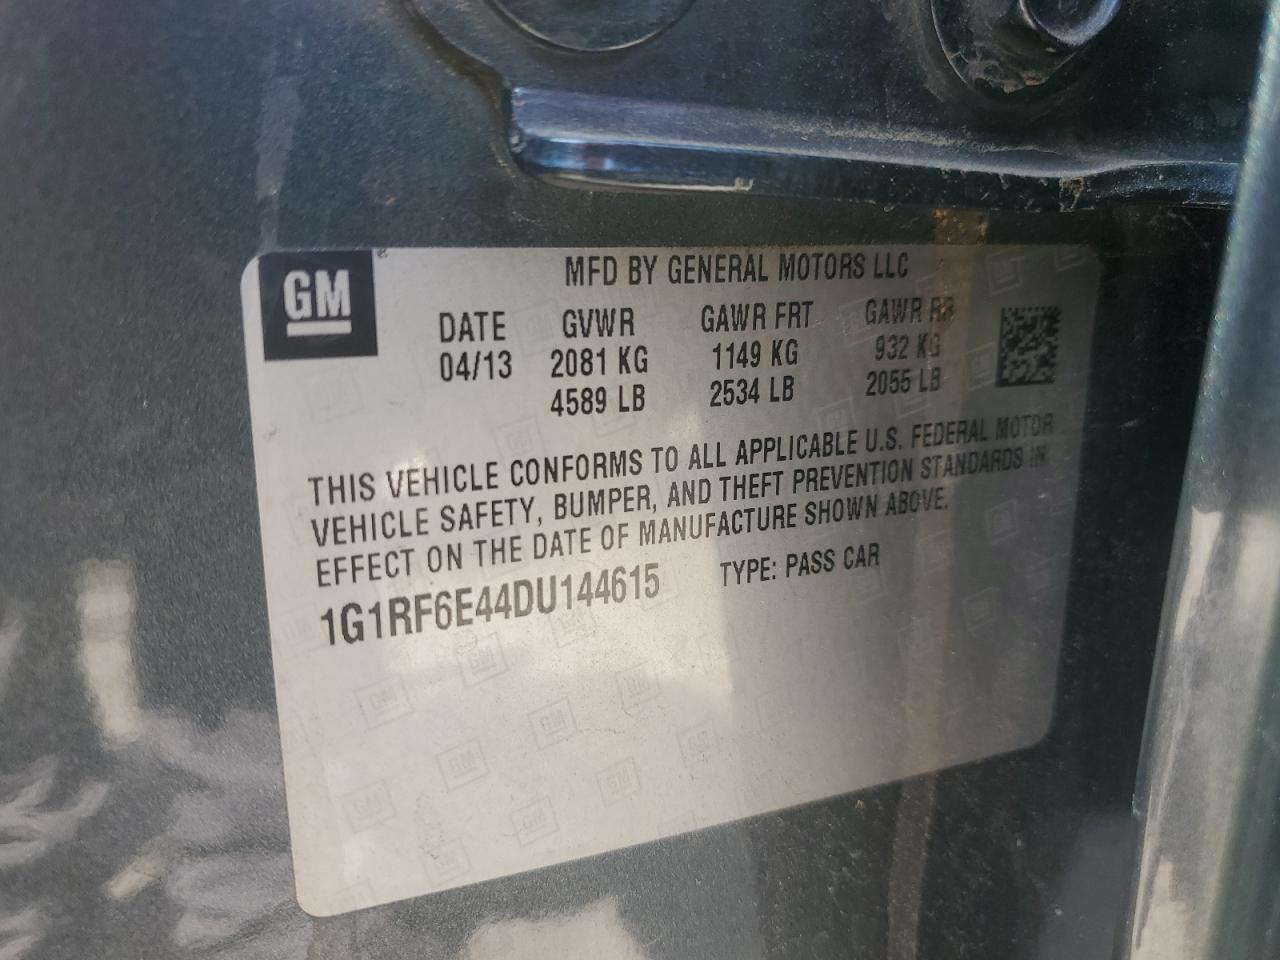 GM
MFD BY GENERAL MOTORS LLC
DATE GVWR GAWR FRT GAWR RR
04/13 2081 KG 1149 KG 932 KG
4589 LB 2534 LB 2055 LB
THIS VEHICLE CONFORMS TO ALL APPLICABLE U.S. FEDERAL MOTOR
VEHICLE SAFETY, BUMPER, AND THEFT PREVENTION STANDARDS IN
EFFECT ON THE DATE OF MANUFACTURE SHOWN ABOVE.
1G1RF6E44DU144615 TYPE: PASS CAR